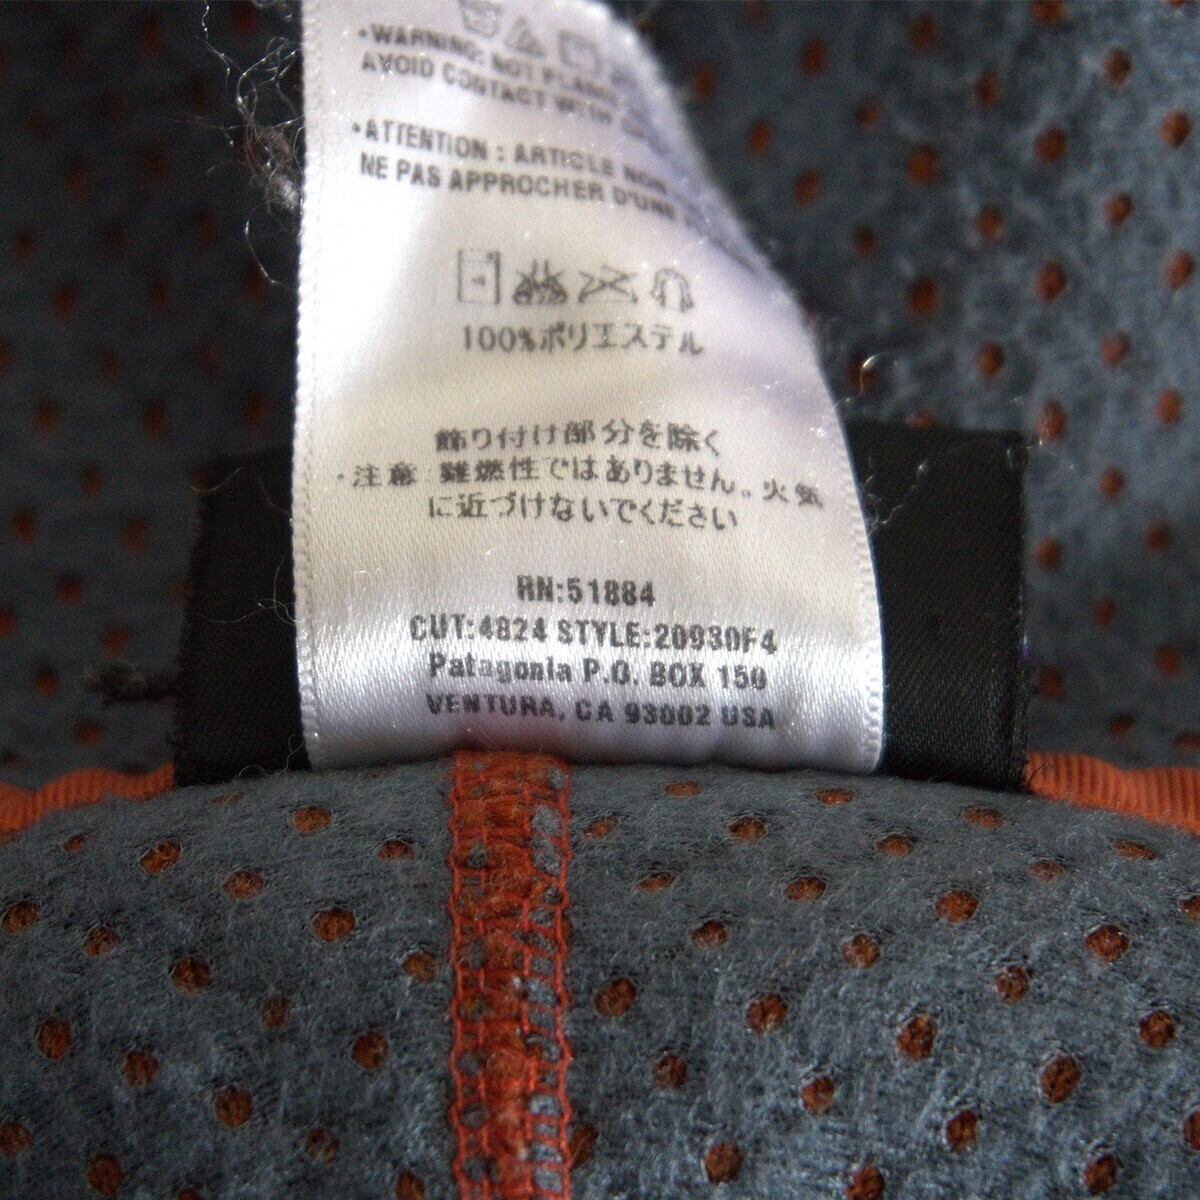 •WARNING: NOT
AVOID CONTACT WITH
•ATTENTION : ARTICLE NON
NE PAS APPROCHER D'UNE
100%ポリエステル
飾り付け部分を除く
・注意 難燃性ではありません。火気
に近づけないでください
RN:51884
CUT:4824 STYLE:20930F4
Patagonia P.O. BOX 150
VENTURA, CA 93002 USA